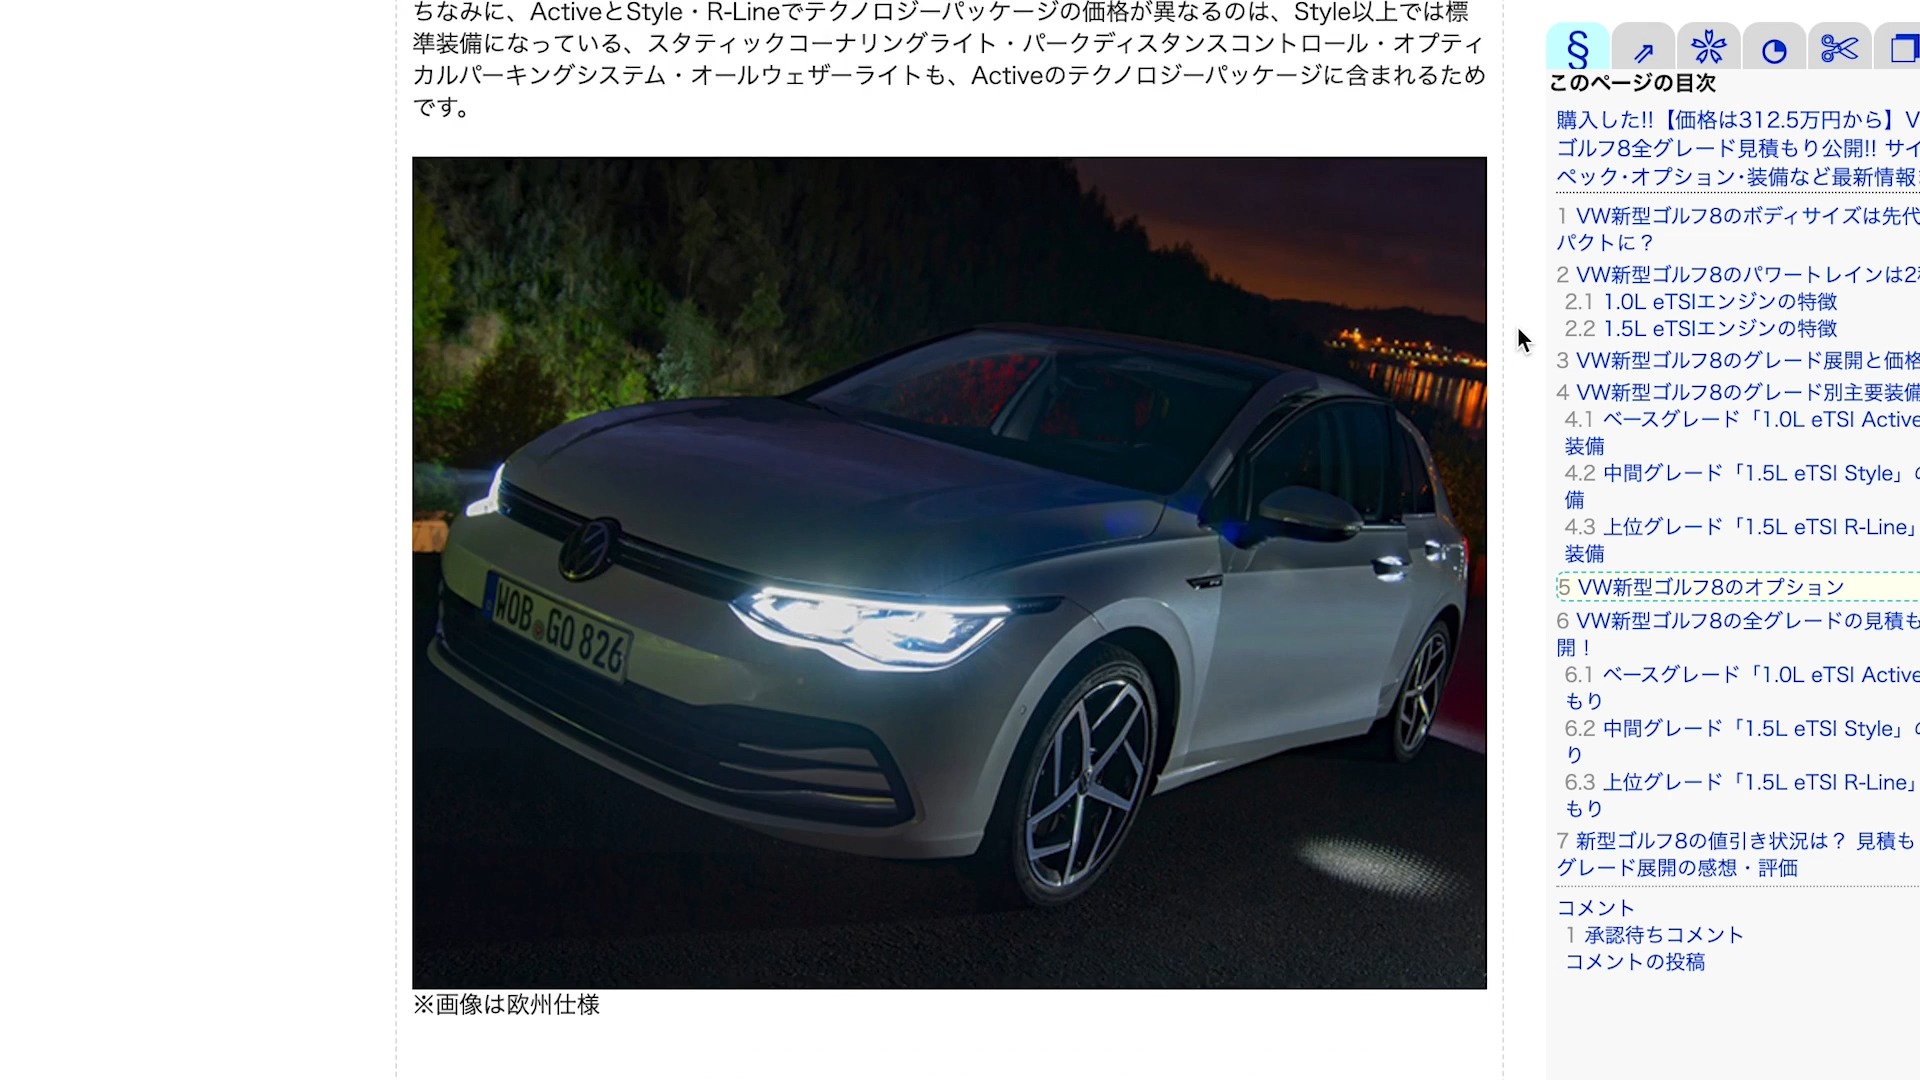 ちなみに、ActiveとStyle・R-Lineでテクノロジーパッケージの価格が異なるのは、Style以上では標
準装備になっている、スタティックコーナリングライト・パークディスタンスコントロール・オプティ
カルパーキングシステム・オールウェザーライトも、Activeのテクノロジーパッケージに含まれるため
です。
WOB GO 826
※画像は欧州仕様
§
このページの目次
購入した!!【価格は312.5万円から】V
ゴルフ8全グレード見積もり公開!! サイ
ペック･オプション･装備など最新情報
1 VW新型ゴルフ8のボディサイズは先代
パクトに？
2 VW新型ゴルフ8のパワートレインは2
2.1 1.0L eTSIエンジンの特徴
2.2 1.5L eTSIエンジンの特徴
3 VW新型ゴルフ8のグレード展開と価格
4 VW新型ゴルフ8のグレード別主要装備
4.1 ベースグレード「1.0L eTSI Active
装備
4.2 中間グレード「1.5L eTSI Style」の
備
4.3 上位グレード「1.5L eTSI R-Line」
装備
5 VW新型ゴルフ8のオプション
6 VW新型ゴルフ8の全グレードの見積も
開！
6.1 ベースグレード「1.0L eTSI Active
もり
6.2 中間グレード「1.5L eTSI Style」の
り
6.3 上位グレード「1.5L eTSI R-Line」
もり
7 新型ゴルフ8の値引き状況は？ 見積も
グレード展開の感想・評価
コメント
1 承認待ちコメント
コメントの投稿